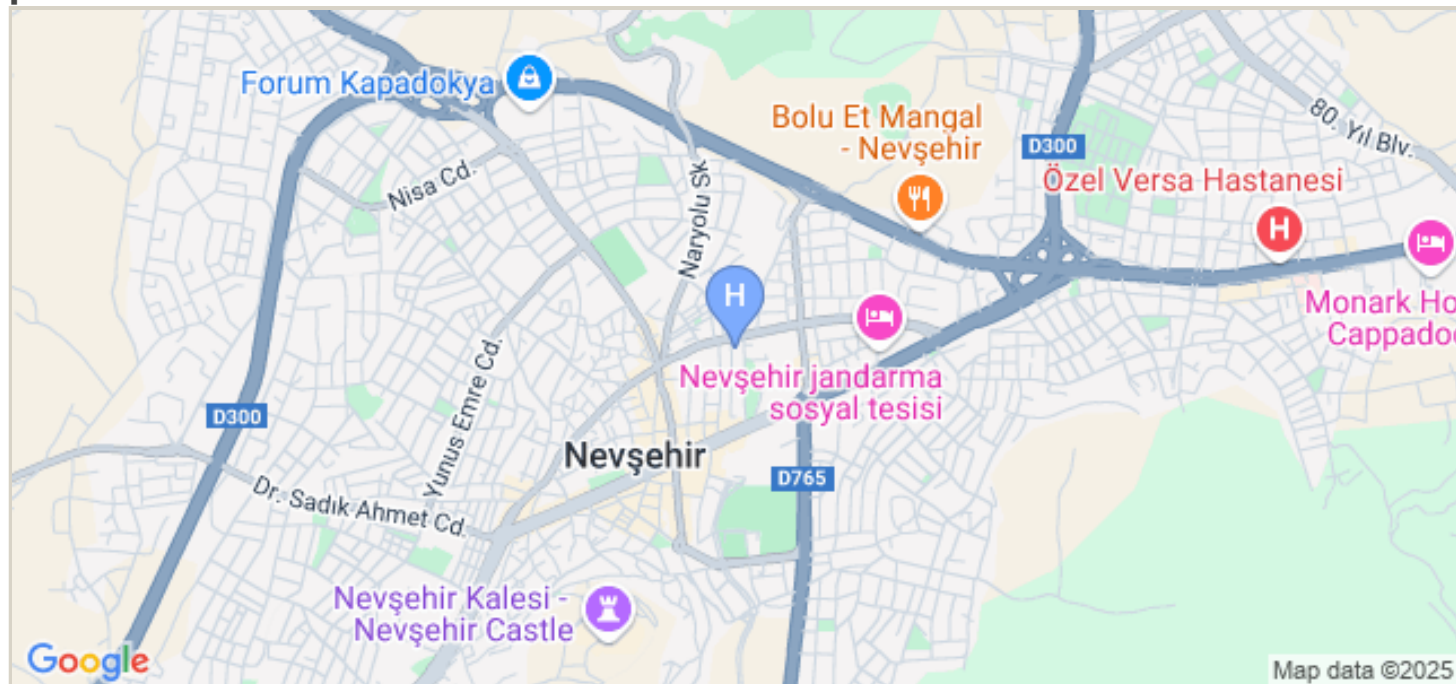 Forum Kapadokya
Bolu Et Mangal
- Nevşehir
D300
80. Yıl Blv.
Özel Versa Hastanesi
Nisa Cd.
Naryolu Sk
H
H
Monark Ho
Cappado
Nevşehir jandarma
sosyal tesisi
Yunus Emre Cd.
D300
Nevşehir
D765
Dr. Sadık Ahmet Cd.
Nevşehir Kalesi -
Nevşehir Castle
Google
Map data ©2025